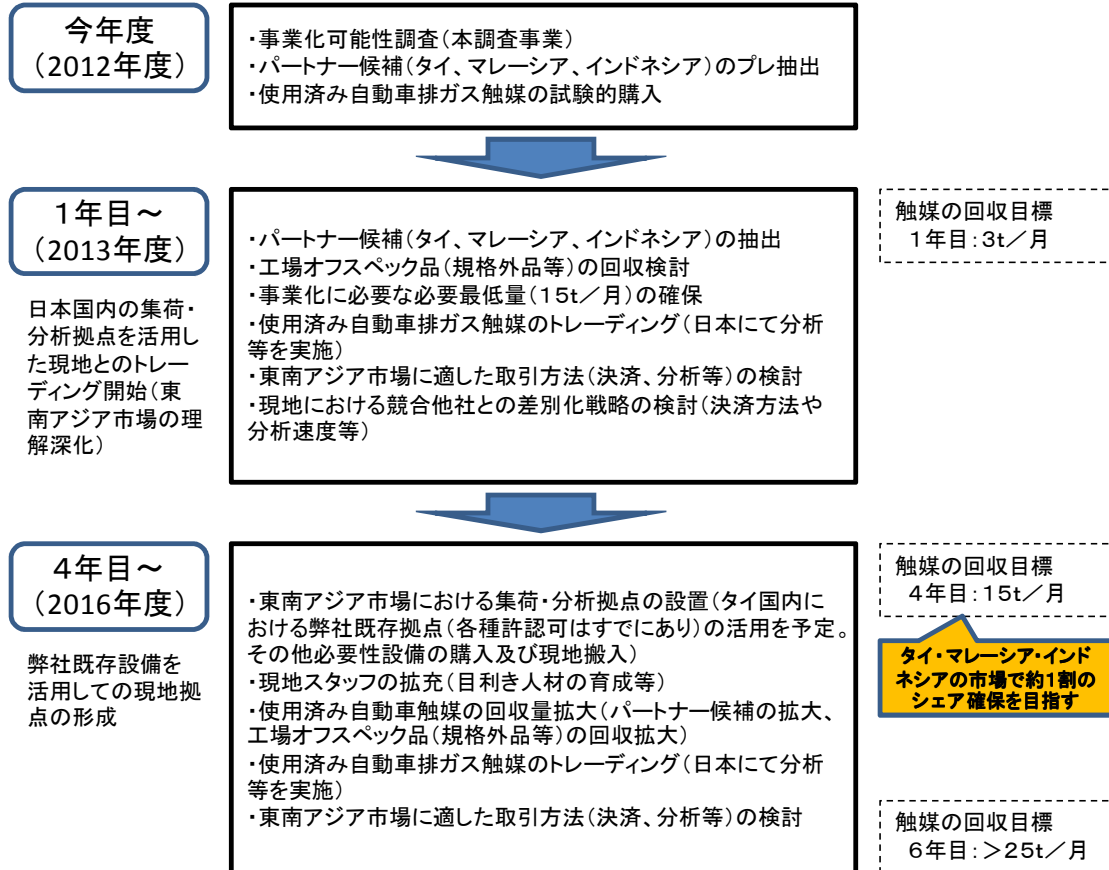 今年度
（2012年度）
・事業化可能性調査（本調査事業）
・パートナー候補（タイ、マレーシア、インドネシア）のプレ抽出
・使用済み自動車排ガス触媒の試験的購入
１年目～
（2013年度）
日本国内の集荷・
分析拠点を活用し
た現地とのトレー
ディング開始（東
南アジア市場の理
解深化）
・パートナー候補（タイ、マレーシア、インドネシア）の抽出
・工場オフスペック品（規格外品等）の回収検討
・事業化に必要な必要最低量（15t／月）の確保
・使用済み自動車排ガス触媒のトレーディング（日本にて分析
等を実施）
・東南アジア市場に適した取引方法（決済、分析等）の検討
・現地における競合他社との差別化戦略の検討（決済方法や
分析速度等）
触媒の回収目標
１年目：3t／月
４年目～
（2016年度）
弊社既存設備を
活用しての現地拠
点の形成
・東南アジア市場における集荷・分析拠点の設置（タイ国内に
おける弊社既存拠点（各種許認可はすでにあり）の活用を予定。
その他必要性設備の購入及び現地搬入）
・現地スタッフの拡充（目利き人材の育成等）
・使用済み自動車触媒の回収量拡大（パートナー候補の拡大、
工場オフスペック品（規格外品等）の回収拡大）
・使用済み自動車排ガス触媒のトレーディング（日本にて分析
等を実施）
・東南アジア市場に適した取引方法（決済、分析等）の検討
触媒の回収目標
４年目：15t／月
タイ・マレーシア・インド
ネシアの市場で約1割の
シェア確保を目指す
触媒の回収目標
６年目：＞25t／月